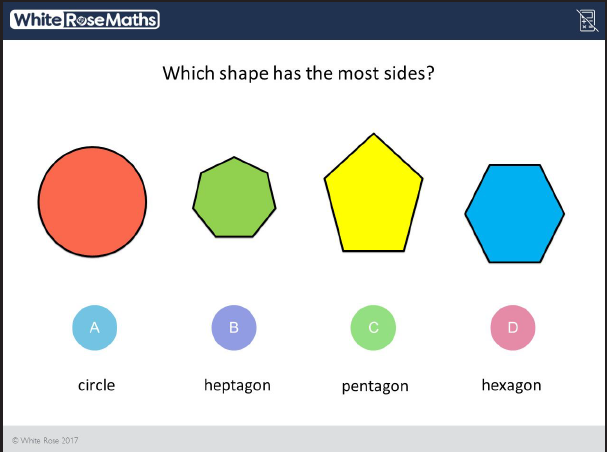 White Rose Maths
Which shape has the most sides?
A
B
C
D
circle
heptagon
pentagon
hexagon
© White Rose 2017